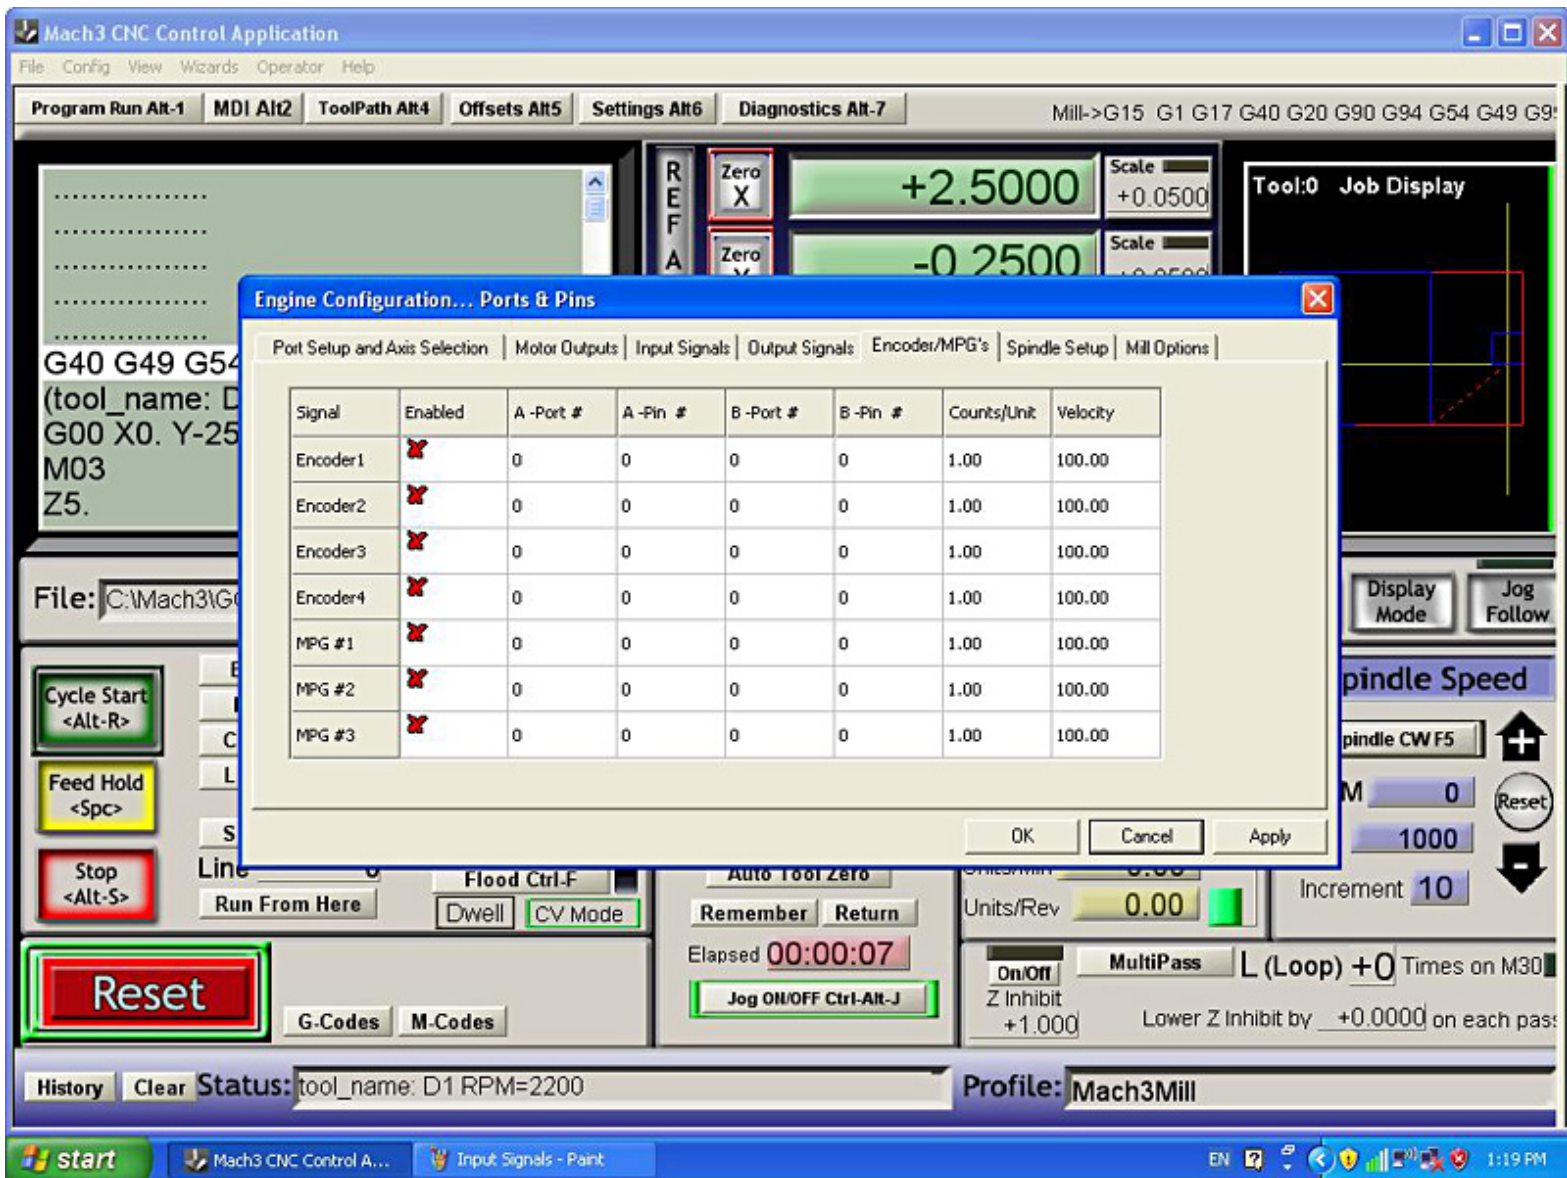 Mach3 CNC Control Application
File Config View Wizards Operator Help
Program Run Alt-1 MDI Alt2 ToolPath Alt4 Offsets Alt5 Settings Alt6 Diagnostics Alt-7 Mill->G15 G1 G17 G40 G20 G90 G94 G54 G49
REF A
Zero X +2.5000 Scale +0.0500
Zero -0.2500 Scale
Tool:0 Job Display
.................
.................
.................
.................
.................
G40 G49 G54
(tool_name: D
G00 X0. Y-25
M03
Z5.
Engine Configuration... Ports & Pins
Port Setup and Axis Selection Motor Outputs Input Signals Output Signals Encoder/MPG's Spindle Setup Mill Options
Signal Enabled A -Port # A -Pin # B -Port # B -Pin # Counts/Unit Velocity
Encoder1 0 0 0 0 1.00 100.00
Encoder2 0 0 0 0 1.00 100.00
Encoder3 0 0 0 0 1.00 100.00
Encoder4 0 0 0 0 1.00 100.00
MPG #1 0 0 0 0 1.00 100.00
MPG #2 0 0 0 0 1.00 100.00
MPG #3 0 0 0 0 1.00 100.00
OK Cancel Apply
File: C:\Mach3\G
Display Mode
Jog Follow
Cycle Start
<Alt-R>
Feed Hold
<Spc>
Stop
<Alt-S>
pindle Speed
pindle CW F5
M 0
Reset
1000
Increment 10
Line
Run From Here
Flood Ctrl-F
Dwell CV Mode
Auto Tool Zero
Remember Return
Units/Min 0.00
Units/Rev 0.00
Elapsed 00:00:07
Jog ON/OFF Ctrl-Alt-J
Reset
G-Codes M-Codes
On/Off MultiPass L (Loop) +0 Times on M30
Z Inhibit
+1.000
Lower Z Inhibit by +0.0000 on each pass
History Clear Status: tool_name: D1 RPM=2200 Profile: Mach3Mill
start Mach3 CNC Control A... Input Signals - Paint EN 1:19 PM